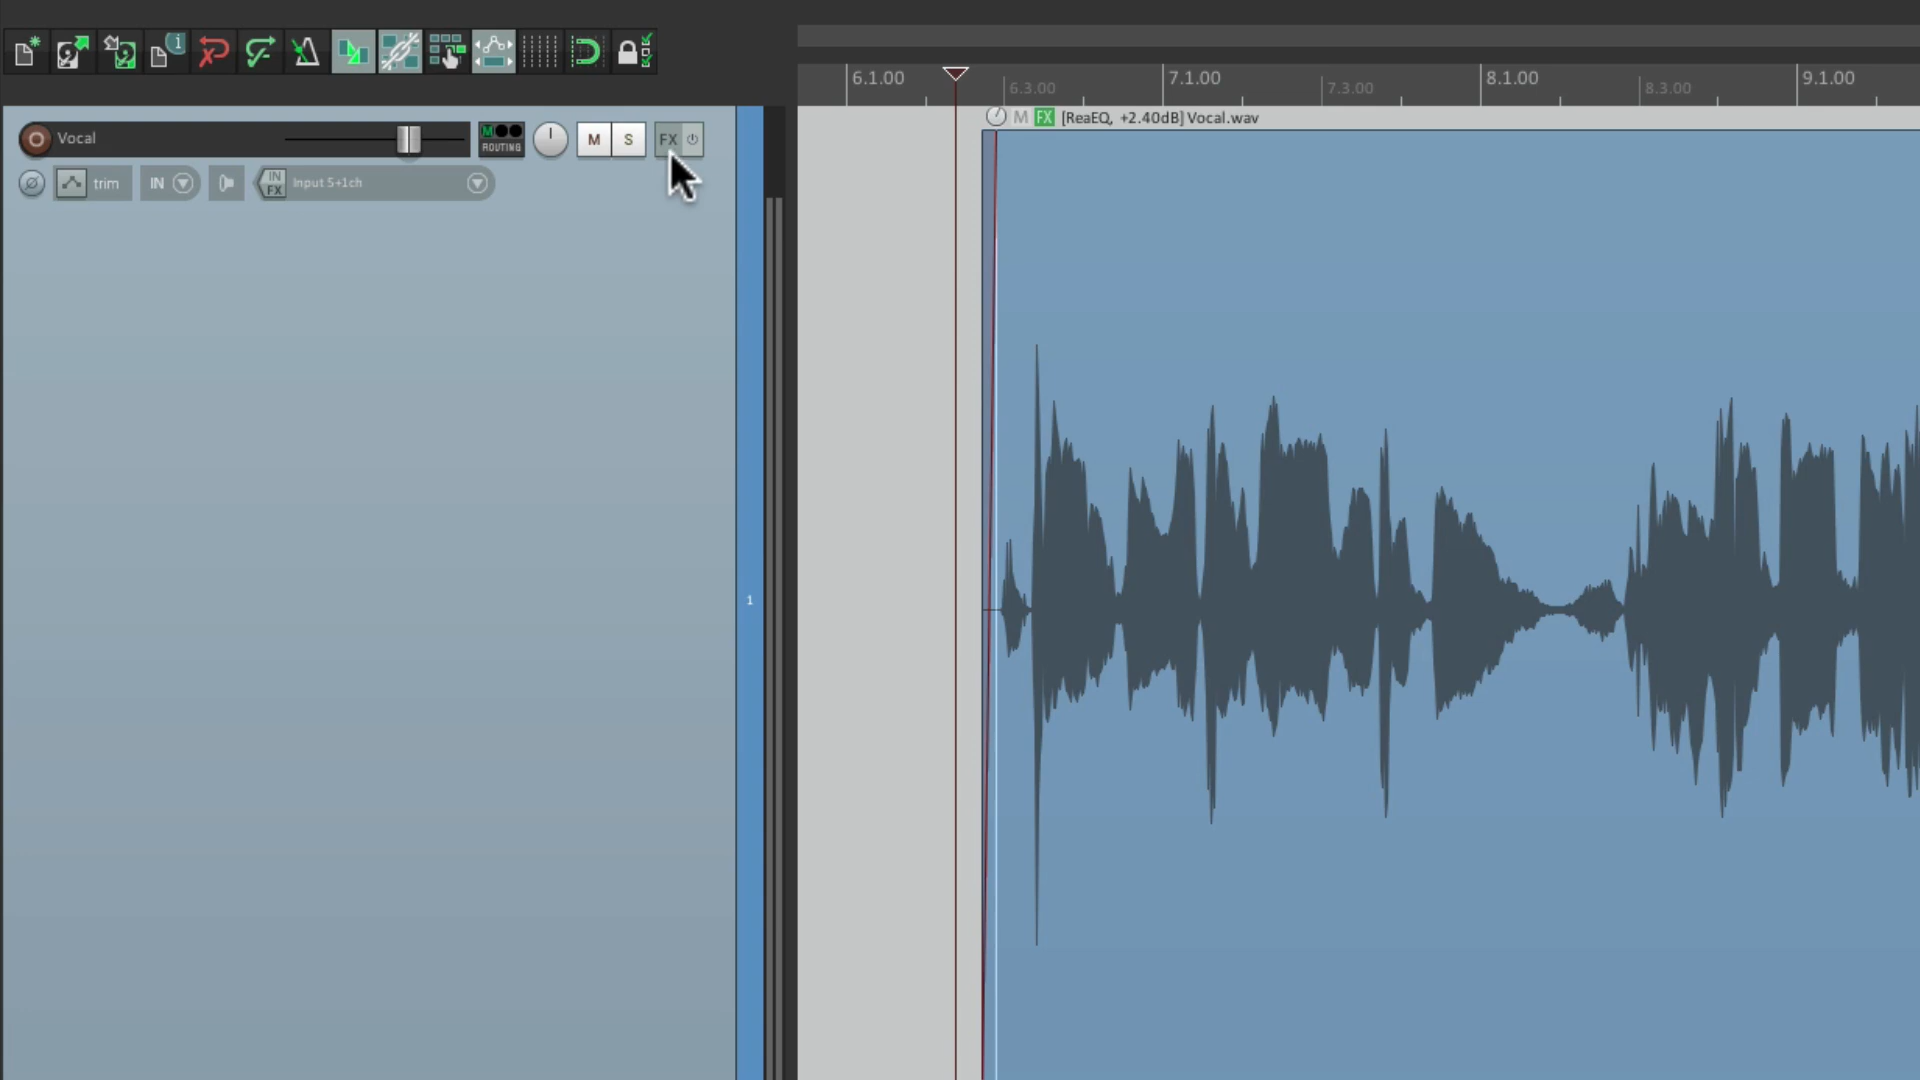 6.1.00
6.3.00
7.1.00
7.3.00
8.1.00
8.3.00
9.1.00
M FX [ReaEQ, +2.40dB] Vocal.wav
Vocal
M
ROUTING
M S FX
trim
IN
IN FX
Input 5+1ch
1
i